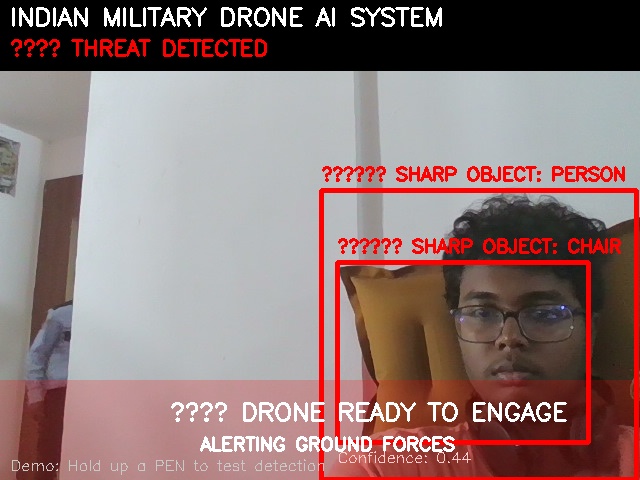 INDIAN MILITARY DRONE AI SYSTEM
???? THREAT DETECTED
?????? SHARP OBJECT: PERSON
?????? SHARP OBJECT: CHAIR
???? DRONE READY TO ENGAGE
ALERTING GROUND FORCES
Confidence: 0.44
Demo: Hold up a PEN to test detection